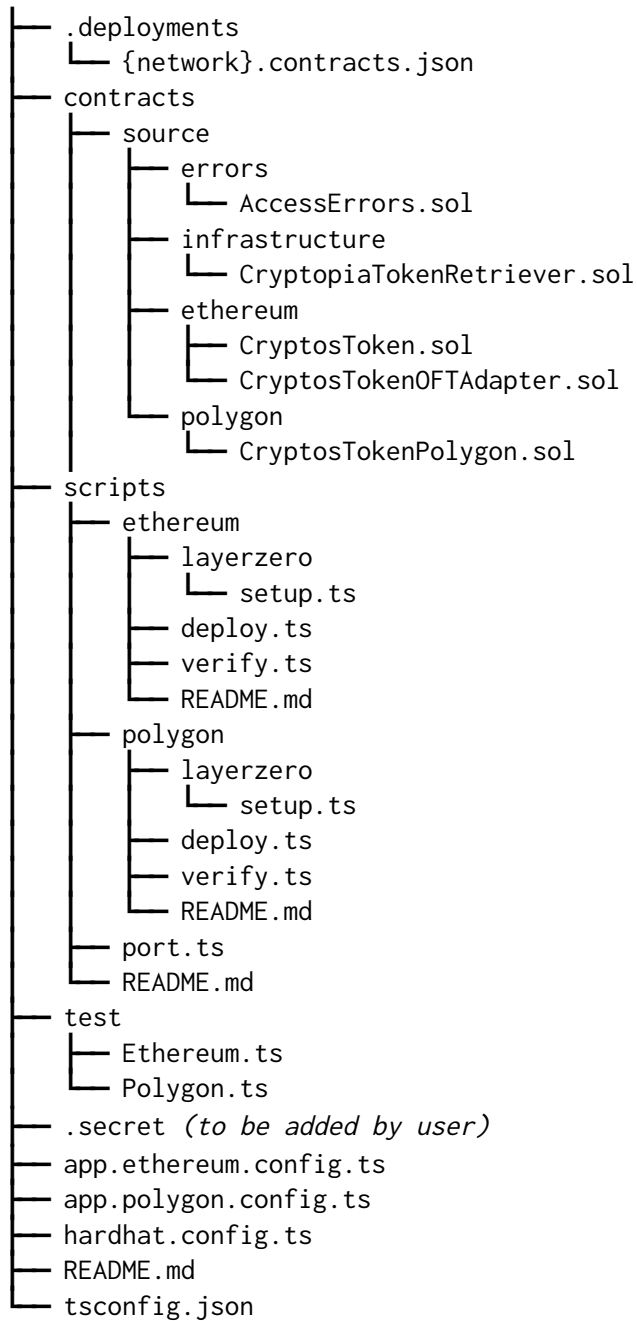 .deployments
{network}.contracts.json
contracts
source
errors
AccessErrors.sol
infrastructure
CryptopiaTokenRetriever.sol
ethereum
CryptosToken.sol
CryptosTokenOFTAdapter.sol
polygon
CryptosTokenPolygon.sol
scripts
ethereum
layerzero
setup.ts
deploy.ts
verify.ts
README.md
polygon
layerzero
setup.ts
deploy.ts
verify.ts
README.md
port.ts
README.md
test
Ethereum.ts
Polygon.ts
.secret (to be added by user)
app.ethereum.config.ts
app.polygon.config.ts
hardhat.config.ts
README.md
tsconfig.json